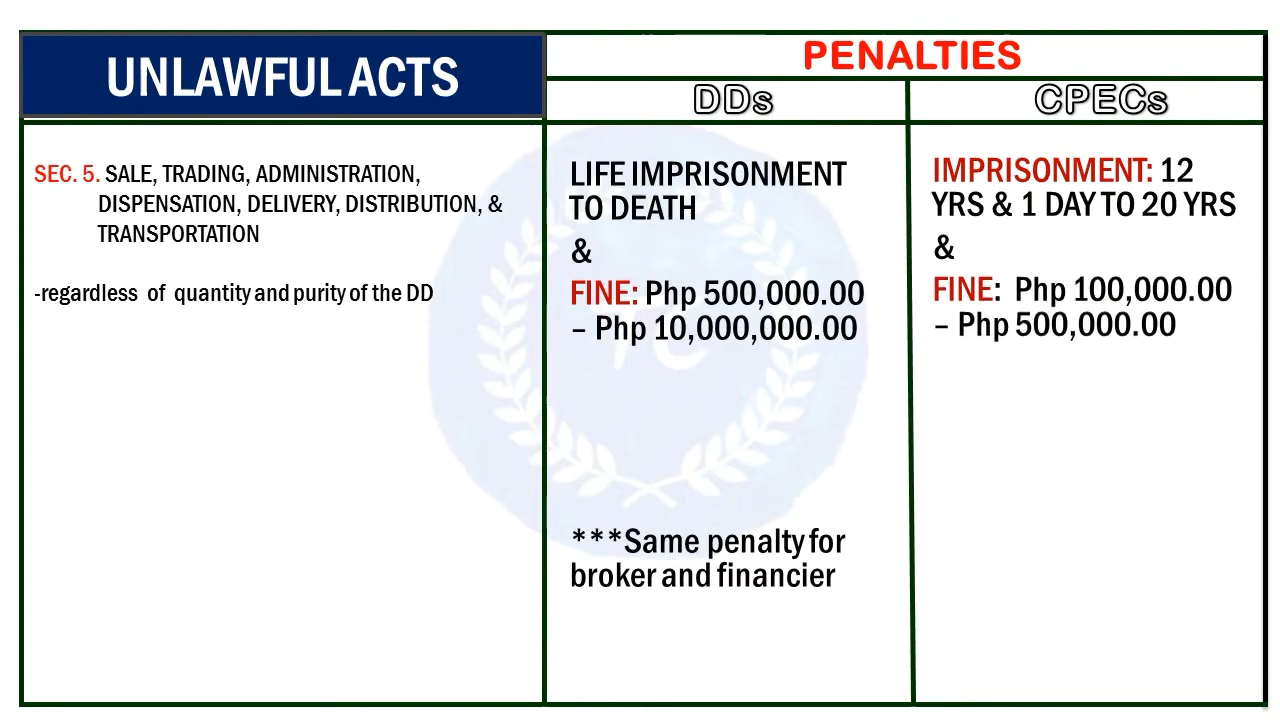 UNLAWFUL ACTS
PENALTIES
DDs
CPECs
SEC. 5. SALE, TRADING, ADMINISTRATION,
DISPENSATION, DELIVERY, DISTRIBUTION, &
TRANSPORTATION
-regardless of quantity and purity of the DD
LIFE IMPRISONMENT
TO DEATH
&
FINE: Php 500,000.00
– Php 10,000,000.00
***Same penalty for
broker and financier
IMPRISONMENT: 12
YRS & 1 DAY TO 20 YRS
&
FINE: Php 100,000.00
– Php 500,000.00